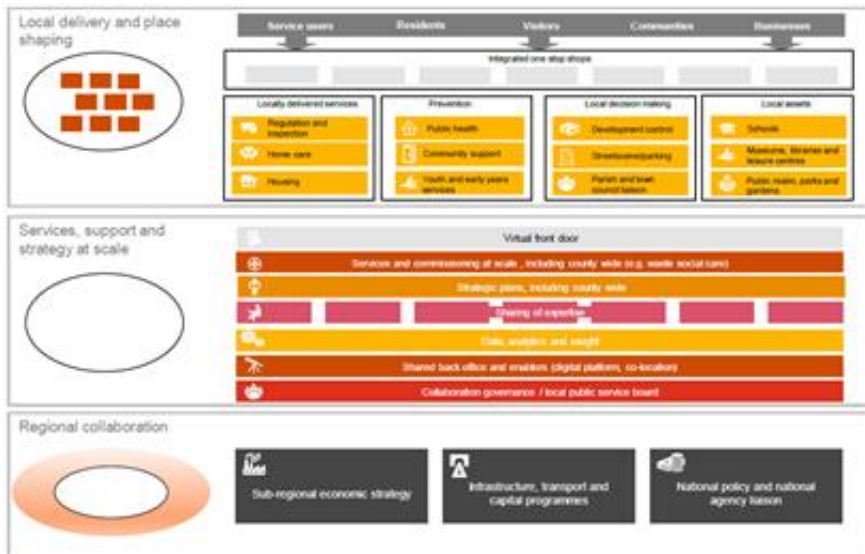 Local delivery and place
shaping
Service users
Residents
Visitors
Communities
Businesses
Integrated one stop shops
Locally delivered services
Regulation and
inspection
Home care
Housing
Prevention
Public health
Community support
Youth and early years
services
Local decision making
Development control
Streetscene/parking
Parish and town
council liaison
Local assets
Schools
Museums, libraries and
leisure centres
Public realm, parks and
gardens
Services, support and
strategy at scale
Virtual front door
Services and commissioning at scale , including county wide (e.g. waste social care)
Strategic plans, including county wide
Sharing of expertise
Data, analytics and insight
Shared back office and enablers (digital platform, co-location)
Collaboration governance / local public service board
Regional collaboration
Sub-regional economic strategy
Infrastructure, transport and
capital programmes
National policy and national
agency liaison